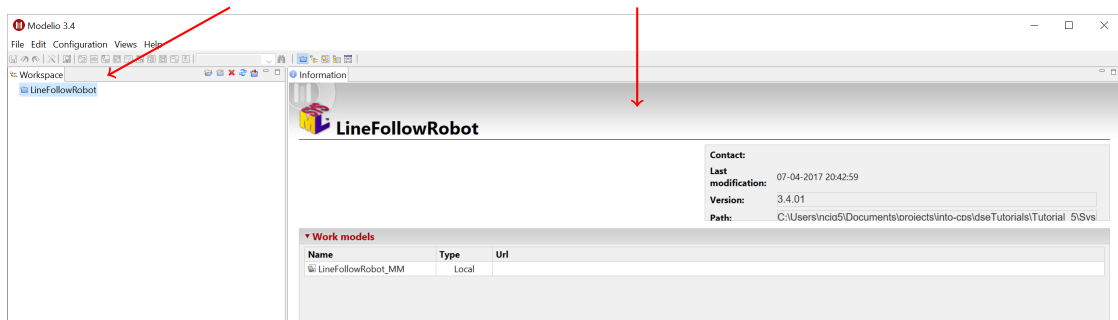 Modelio 3.4
File Edit Configuration Views Help
Workspace
LineFollowRobot
Information
LineFollowRobot
Contact:
Last modification: 07-04-2017 20:42:59
Version: 3.4.01
Path: C:\Users\ncig5\Documents\projects\into-cps\dseTutorials\Tutorial_5\Sys
Work models
Name Type Url
LineFollowRobot_MM Local